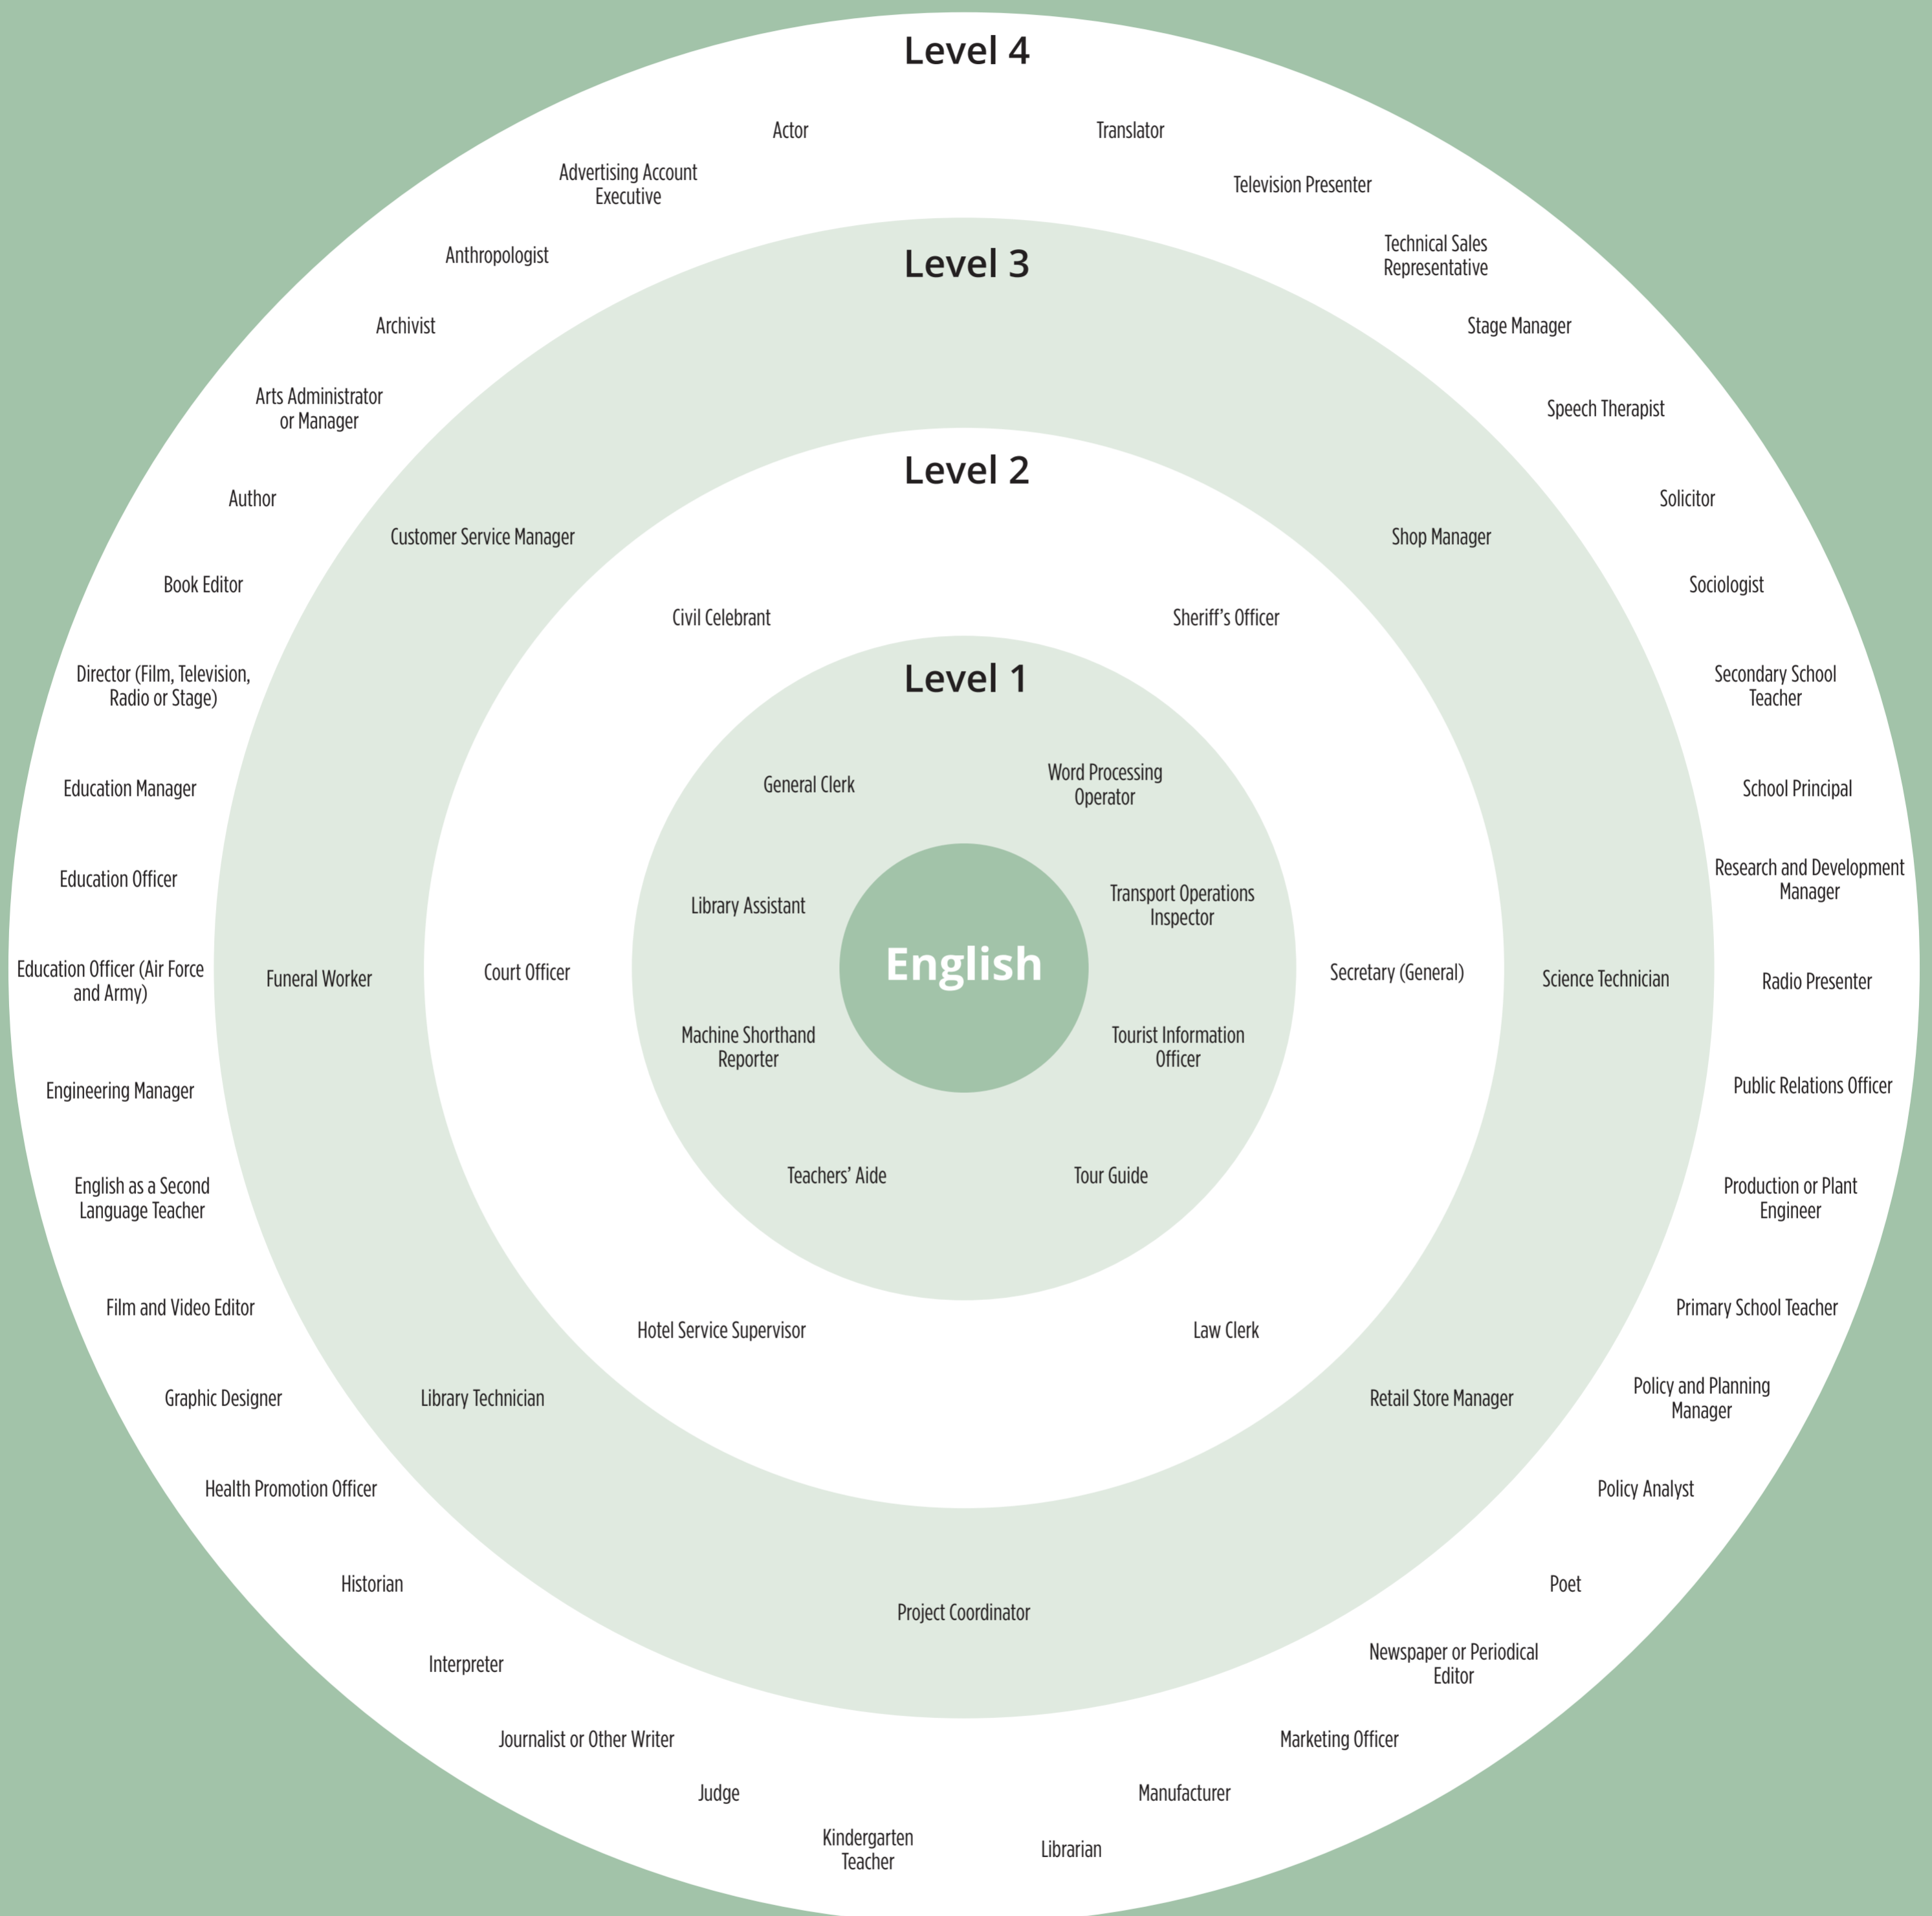 Level 4
Actor
Translator
Advertising Account
Executive
Television Presenter
Anthropologist
Technical Sales
Representative
Archivist
Stage Manager
Arts Administrator
or Manager
Speech Therapist
Author
Solicitor
Book Editor
Sociologist
Director (Film, Television,
Radio or Stage)
Secondary School
Teacher
Education Manager
School Principal
Education Officer
Research and Development
Manager
Education Officer (Air Force
and Army)
Radio Presenter
Engineering Manager
Public Relations Officer
English as a Second
Language Teacher
Production or Plant
Engineer
Film and Video Editor
Primary School Teacher
Graphic Designer
Policy and Planning
Manager
Health Promotion Officer
Policy Analyst
Historian
Poet
Interpreter
Newspaper or Periodical
Editor
Journalist or Other Writer
Marketing Officer
Judge
Manufacturer
Kindergarten
Teacher
Librarian
Level 3
Customer Service Manager
Shop Manager
Funeral Worker
Science Technician
Library Technician
Retail Store Manager
Project Coordinator
Level 2
Civil Celebrant
Sheriff’s Officer
Court Officer
Secretary (General)
Hotel Service Supervisor
Law Clerk
Level 1
General Clerk
Word Processing
Operator
Library Assistant
Transport Operations
Inspector
Machine Shorthand
Reporter
Tourist Information
Officer
Teachers’ Aide
Tour Guide
English